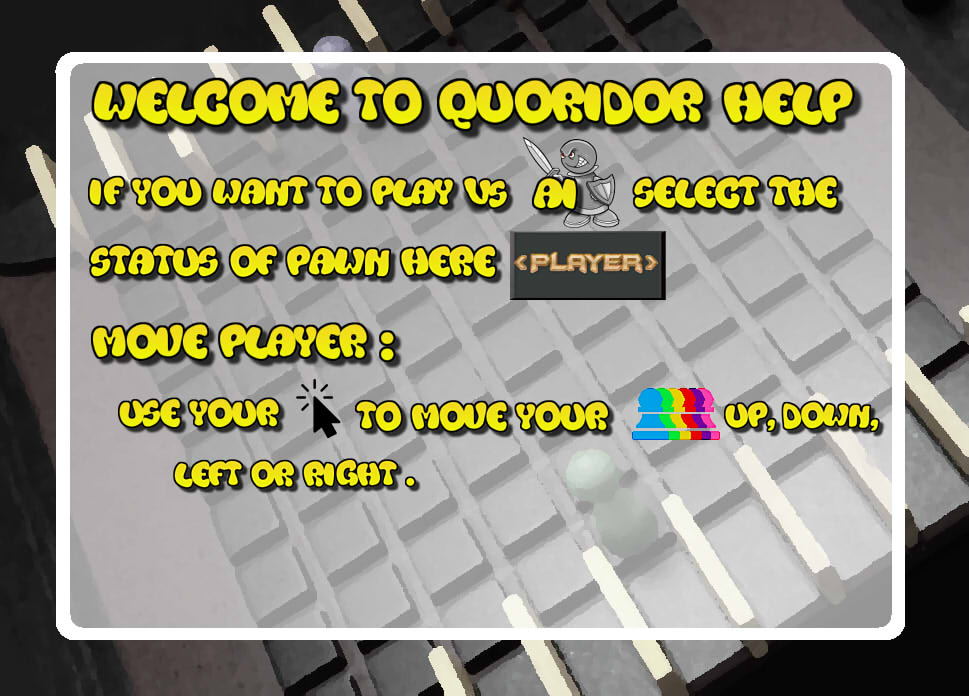 WELCOME TO QUORIDOR HELP
IF YOU WANT TO PLAY VS AI SELECT THE
STATUS OF PAWN HERE <PLAYER>
MOVE PLAYER :
USE YOUR TO MOVE YOUR UP, DOWN,
LEFT OR RIGHT .